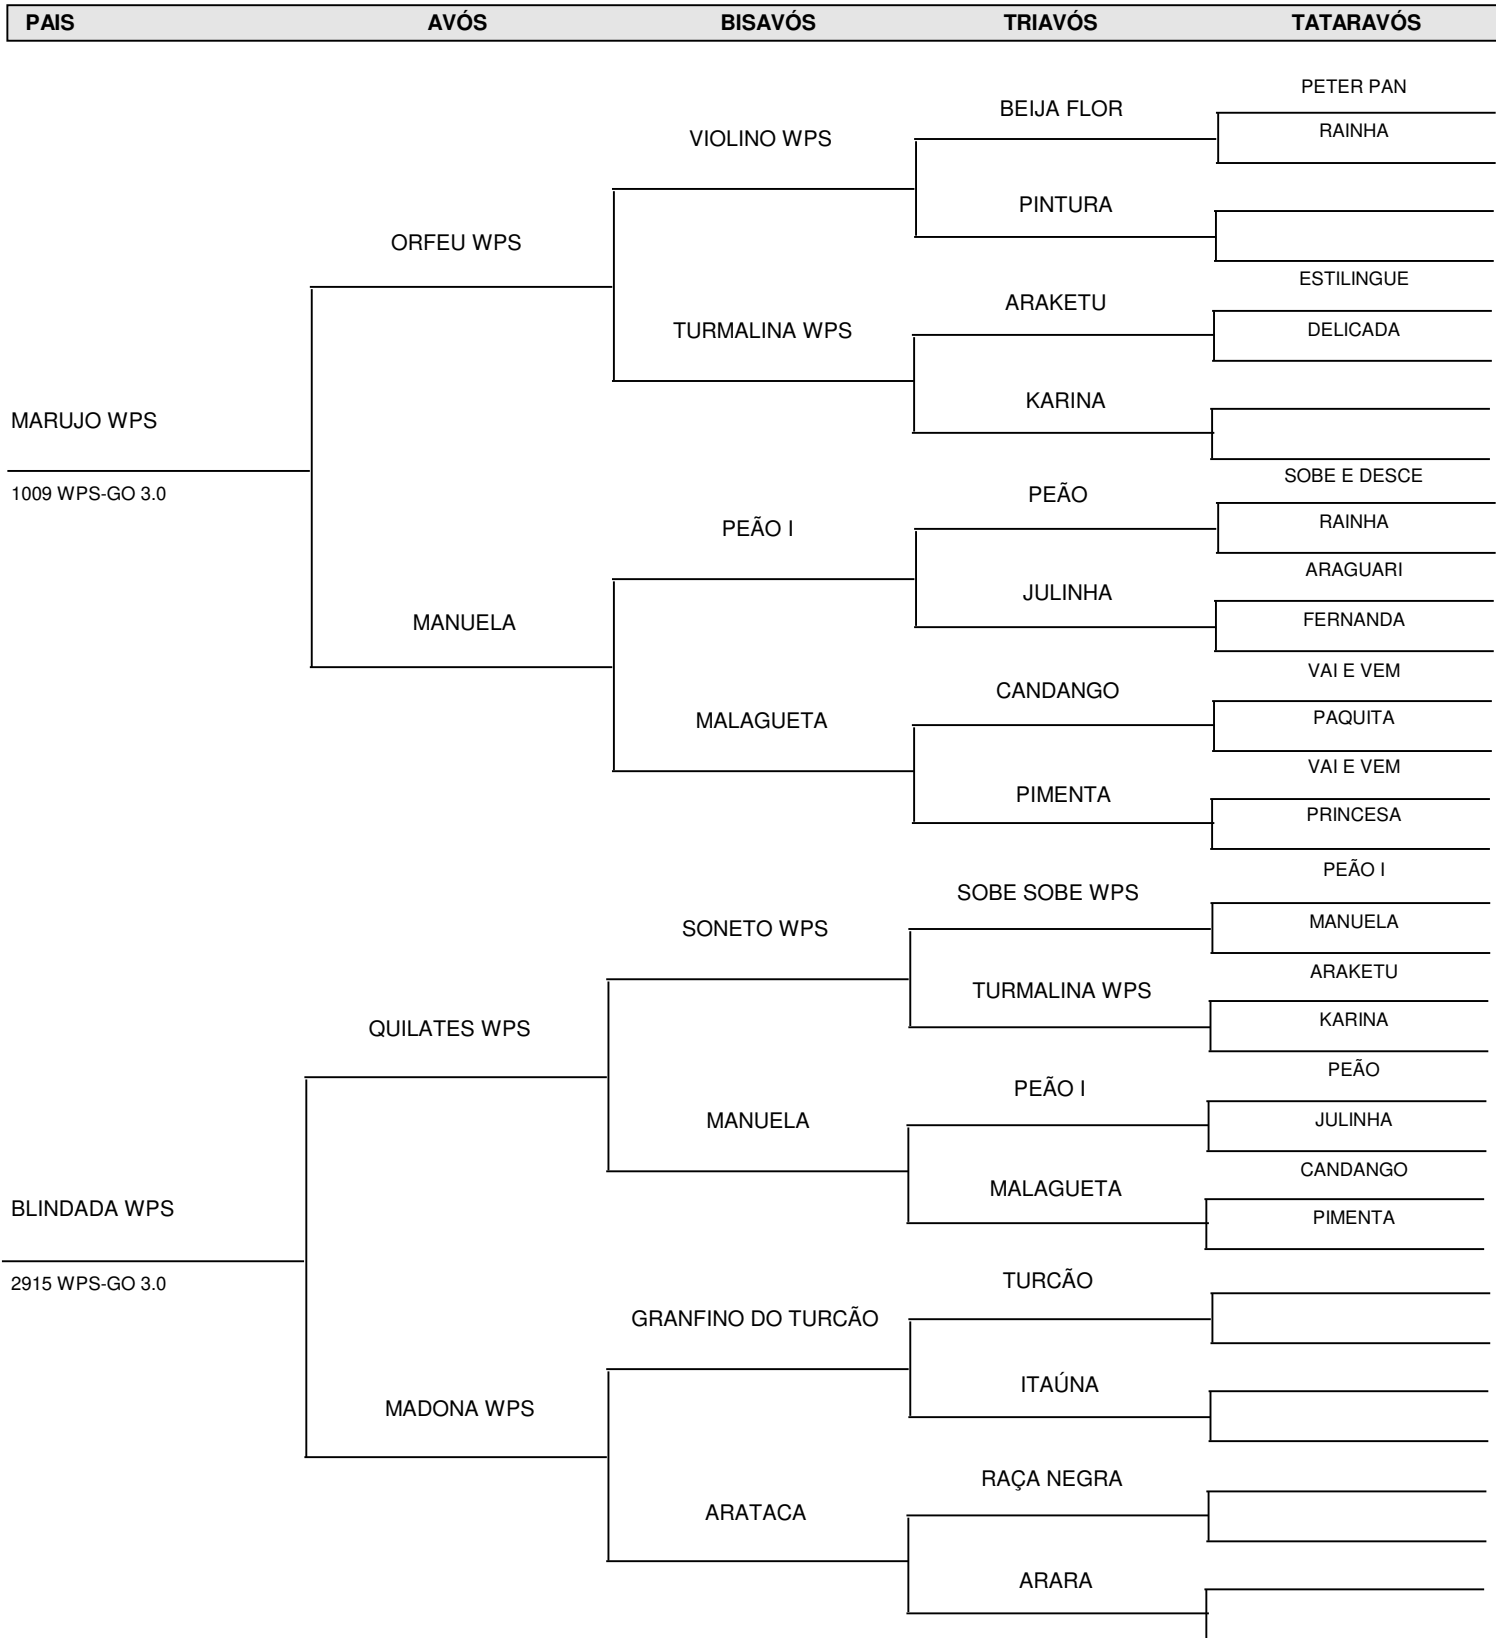 PAIS AVÓS BISAVÓS TRIAVÓS TATARAVÓS
PETER PAN
BEIJA FLOR
RAINHA
VIOLINO WPS
PINTURA
ORFEU WPS
ESTILINGUE
ARAKETU
TURMALINA WPS
DELICADA
KARINA
MARUJO WPS
SOBE E DESCE
1009 WPS-GO 3.0
PEÃO
RAINHA
PEÃO I
ARAGUARI
JULINHA
FERNANDA
MANUELA
VAI E VEM
CANDANGO
PAQUITA
MALAGUETA
VAI E VEM
PIMENTA
PRINCESA
PEÃO I
SOBE SOBE WPS
MANUELA
SONETO WPS
ARAKETU
TURMALINA WPS
KARINA
QUILATES WPS
PEÃO
PEÃO I
JULINHA
MANUELA
CANDANGO
MALAGUETA
BLINDADA WPS
PIMENTA
2915 WPS-GO 3.0
TURCÃO
GRANFINO DO TURCÃO
ITAÚNA
MADONA WPS
RAÇA NEGRA
ARATACA
ARARA